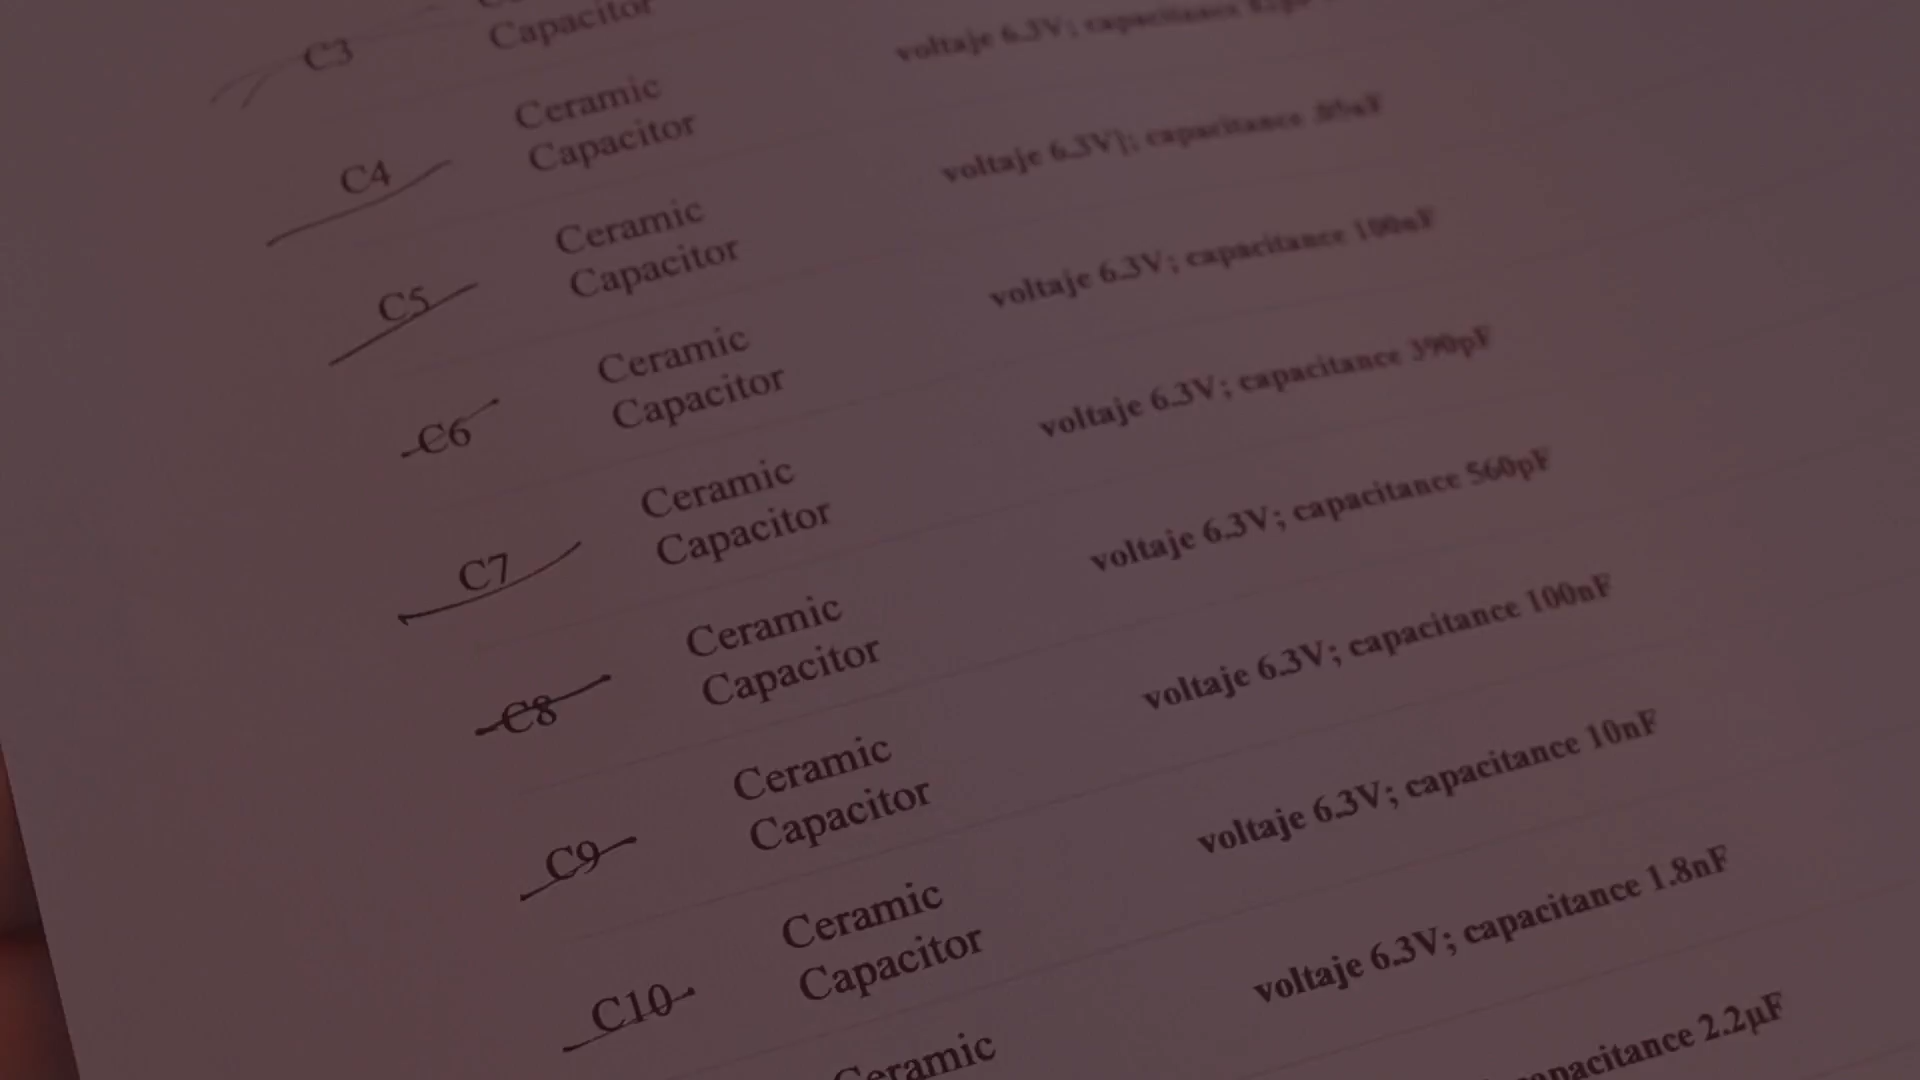 C3
Capacitor
Ceramic
C4 Capacitor voltaje 6.3V; capacitance
Ceramic
C5 Capacitor voltaje 6.3V]; capacitance
Ceramic
C6 Capacitor voltaje 6.3V; capacitance 100nF
Ceramic
C7 Capacitor voltaje 6.3V; capacitance 390pF
Ceramic
C8 Capacitor voltaje 6.3V; capacitance 560pF
Ceramic
C9 Capacitor voltaje 6.3V; capacitance 100nF
Ceramic
C10 Capacitor voltaje 6.3V; capacitance 10nF
Ceramic
voltaje 6.3V; capacitance 1.8nF
capacitance 2.2µF